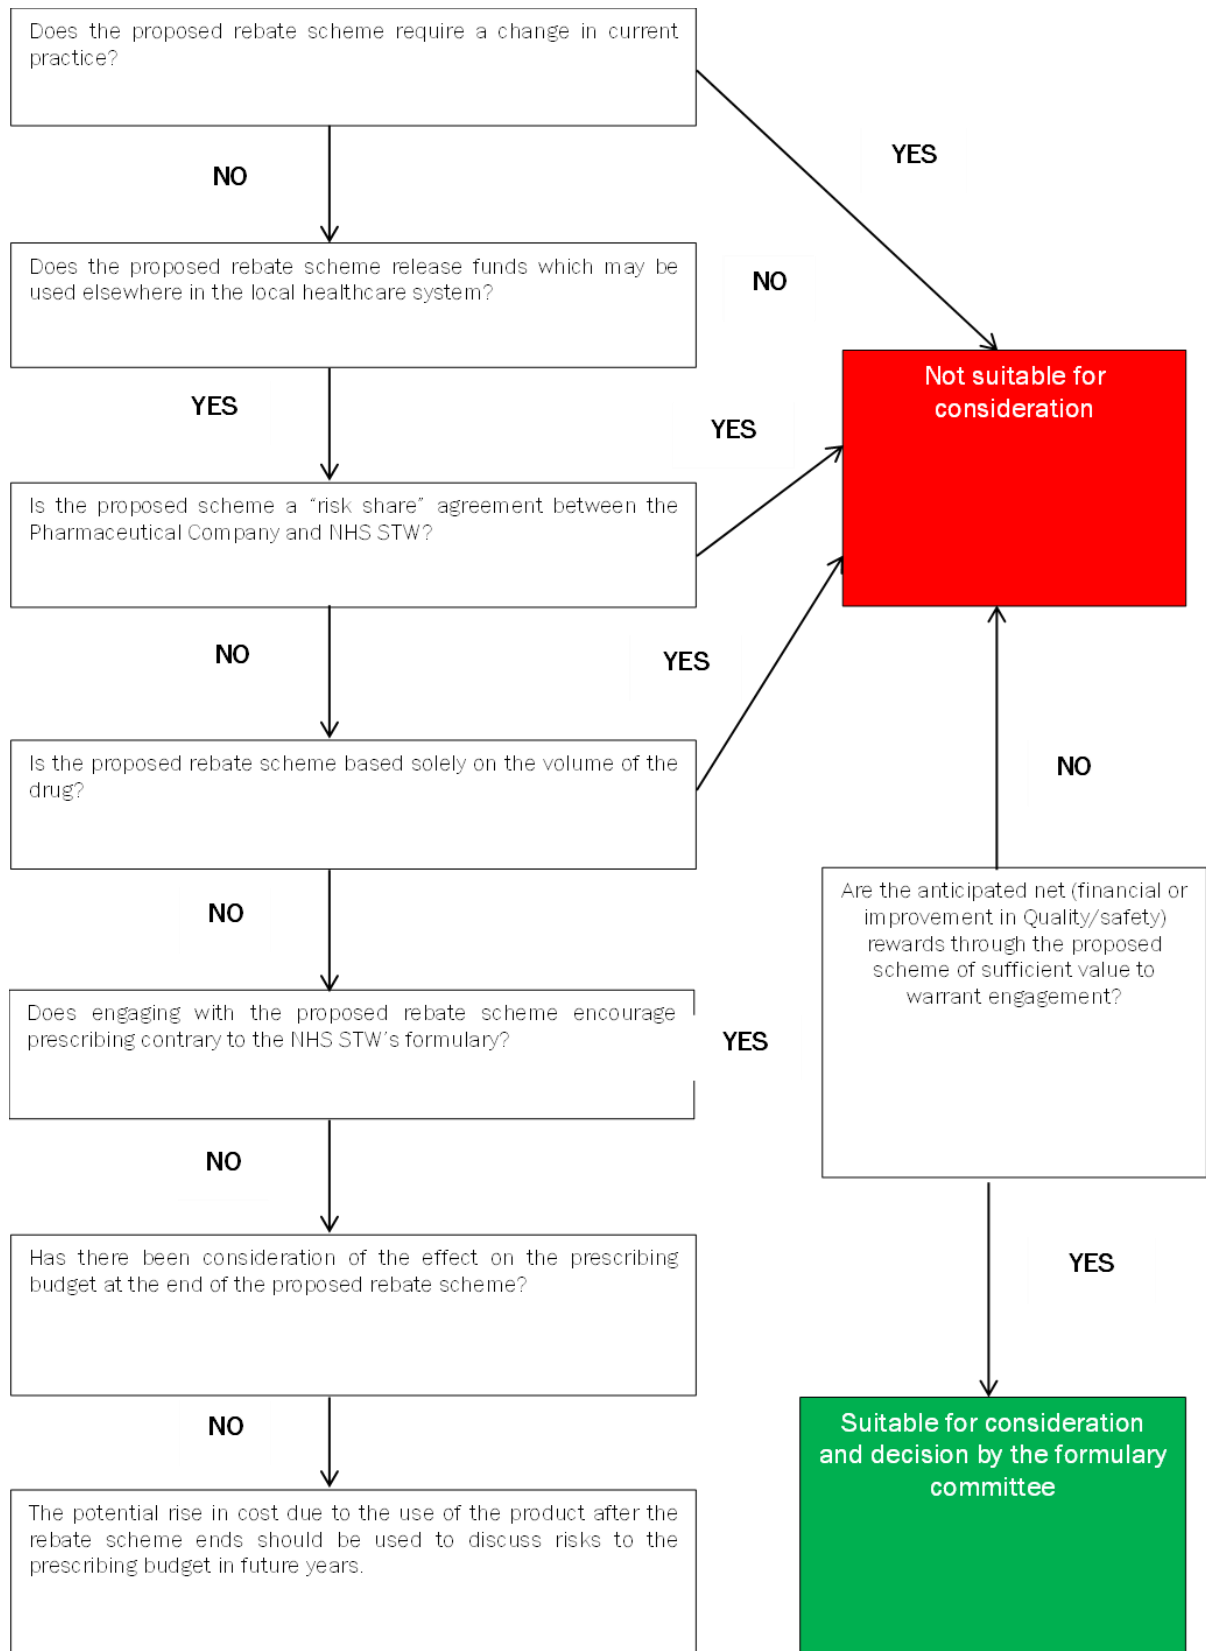 Does the proposed rebate scheme require a change in current
practice?
YES
NO
Does the proposed rebate scheme release funds which may be
used elsewhere in the local healthcare system?
NO
Not suitable for
consideration
YES
YES
Is the proposed scheme a “risk share” agreement between the
Pharmaceutical Company and NHS STW?
NO
YES
Is the proposed rebate scheme based solely on the volume of the
drug?
NO
Are the anticipated net (financial or
improvement in Quality/safety)
rewards through the proposed
scheme of sufficient value to
warrant engagement?
NO
Does engaging with the proposed rebate scheme encourage
prescribing contrary to the NHS STW’s formulary?
YES
NO
Has there been consideration of the effect on the prescribing
budget at the end of the proposed rebate scheme?
YES
NO
Suitable for consideration
and decision by the formulary
committee
The potential rise in cost due to the use of the product after the
rebate scheme ends should be used to discuss risks to the
prescribing budget in future years.